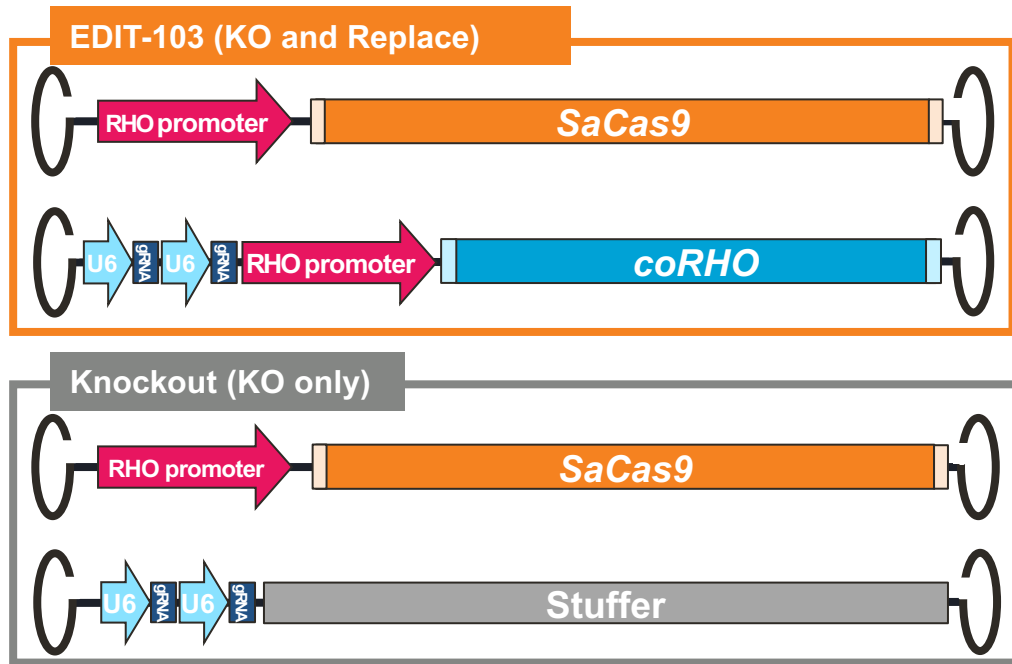 EDIT-103 (KO and Replace)
RHO promoter
SaCas9
U6 gRNA U6 gRNA RHO promoter coRHO
Knockout (KO only)
RHO promoter
SaCas9
U6 gRNA U6 gRNA Stuffer